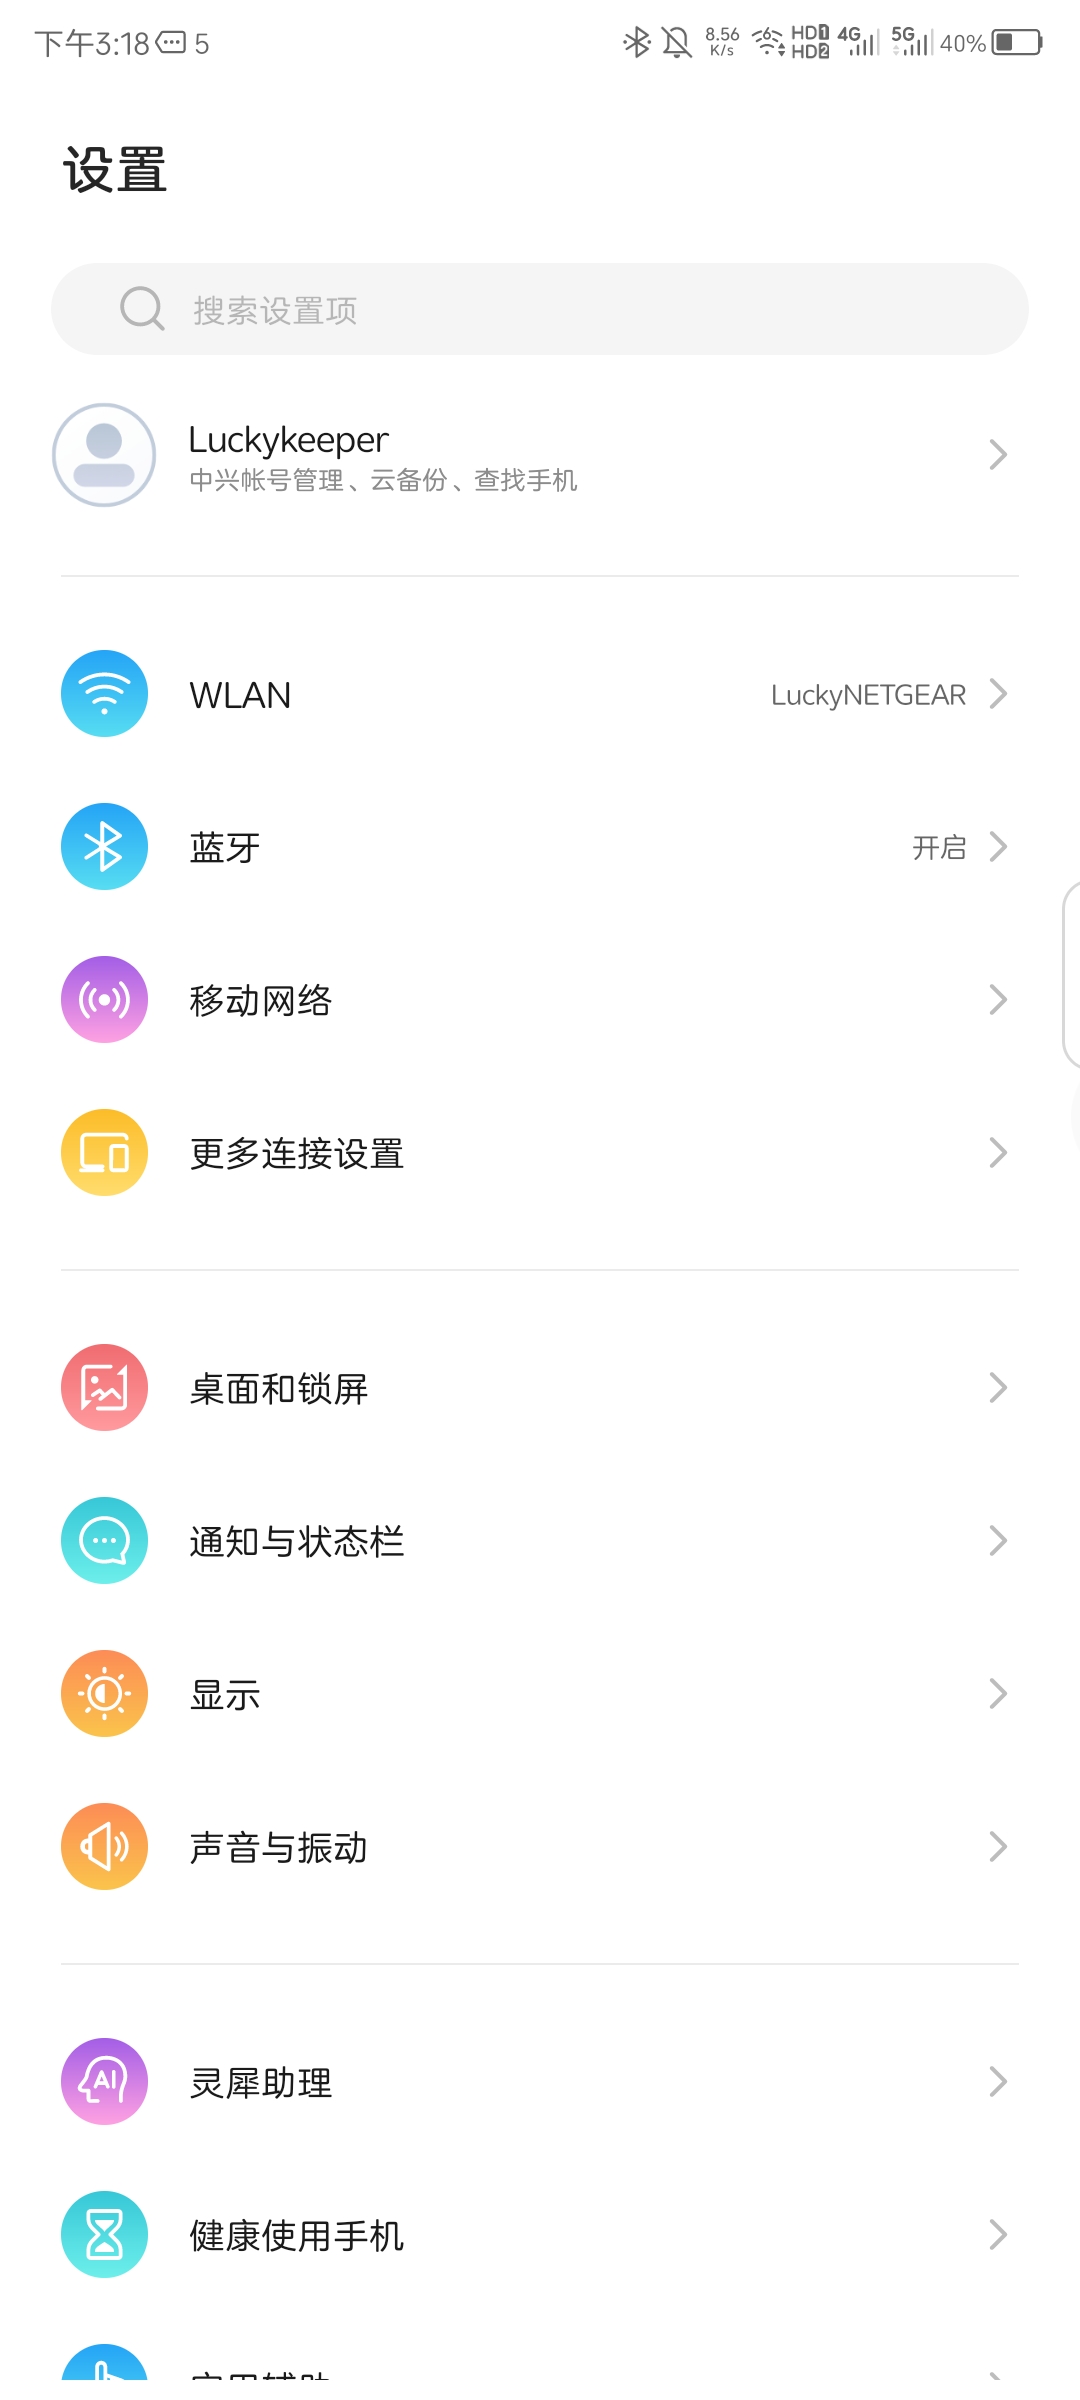 下午3:18 5 8.56 K/s 6 HD1 HD2 4G 5G 40%
设置
搜索设置项
Luckykeeper
中兴帐号管理、云备份、查找手机
WLAN LuckyNETGEAR
蓝牙 开启
移动网络
更多连接设置
桌面和锁屏
通知与状态栏
显示
声音与振动
AI 灵犀助理
健康使用手机